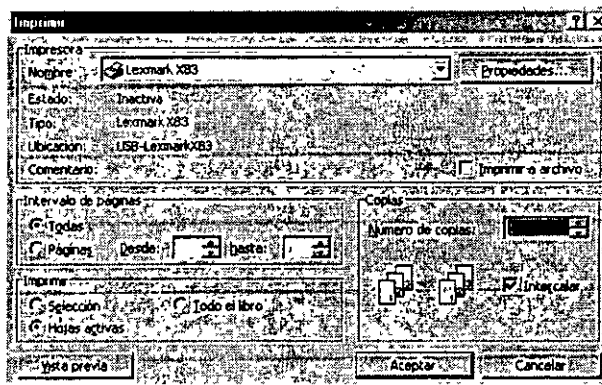 Imprimir ? ×
Impresora
Nombre: Lexmark X83 Propiedades...
Estado: Inactiva
Tipo: Lexmark X83
Ubicación: USB-LexmarkX83
Comentario: Imprimir a archivo
Intervalo de páginas
Todas
Páginas Desde: hasta:
Copias
Número de copias:
Intercalar
Imprimir
Selección Todo el libro
Hojas activas
Vista previa Aceptar Cancelar